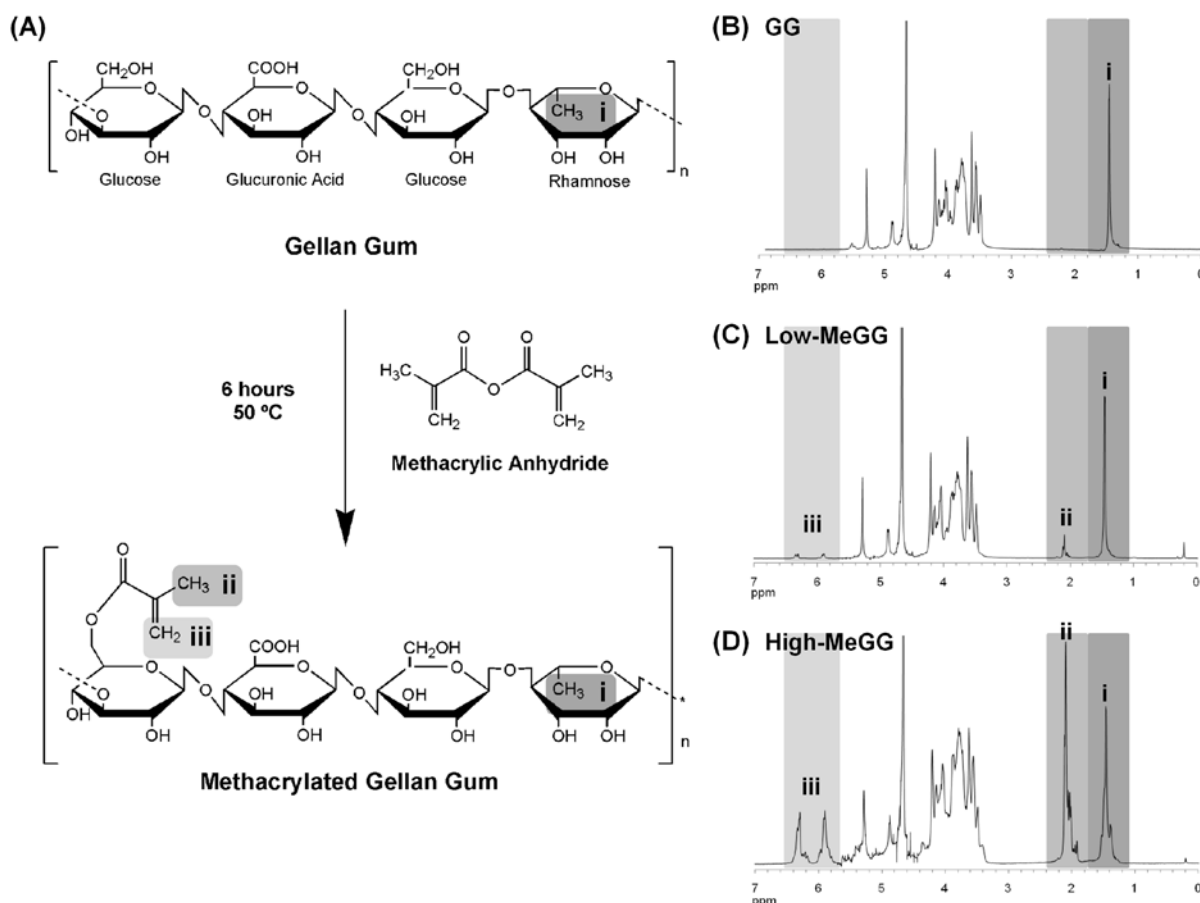 (A)
CH2OH
COOH
CH2OH
O
O
O
O
O
O
O
O
CH3 i
OH
OH
OH
OH
OH
OH
OH
OH
n
Glucose
Glucuronic Acid
Glucose
Rhamnose
Gellan Gum
6 hours
50 ºC
O
O
H3C
O
CH3
CH2
CH2
Methacrylic Anhydride
O
CH3 ii
O
CH2 iii
COOH
CH2OH
O
O
O
O
O
O
O
O
CH3 i
OH
OH
OH
OH
OH
OH
OH
OH
*
n
Methacrylated Gellan Gum
(B) GG
i
7 6 5 4 3 2 1 0
ppm
(C) Low-MeGG
iii
ii
i
7 6 5 4 3 2 1 0
ppm
(D) High-MeGG
iii
ii
i
7 6 5 4 3 2 1 0
ppm